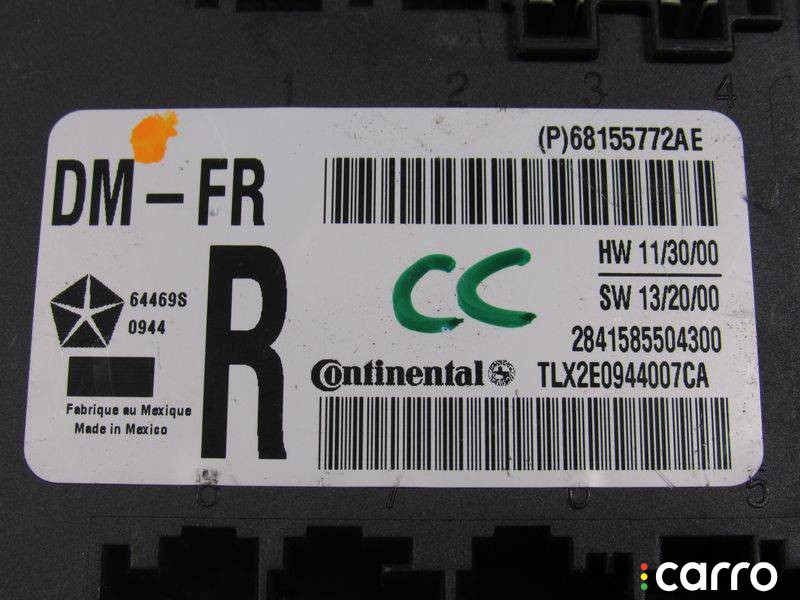 1 2 3 4
(P)68155772AE
DM-FR
R
CC
HW 11/30/00
SW 13/20/00
64469S
0944
2841585504300
Continental
TLX2E0944007CA
Fabrique au Mexique
Made in Mexico
8 7 6 5
carro